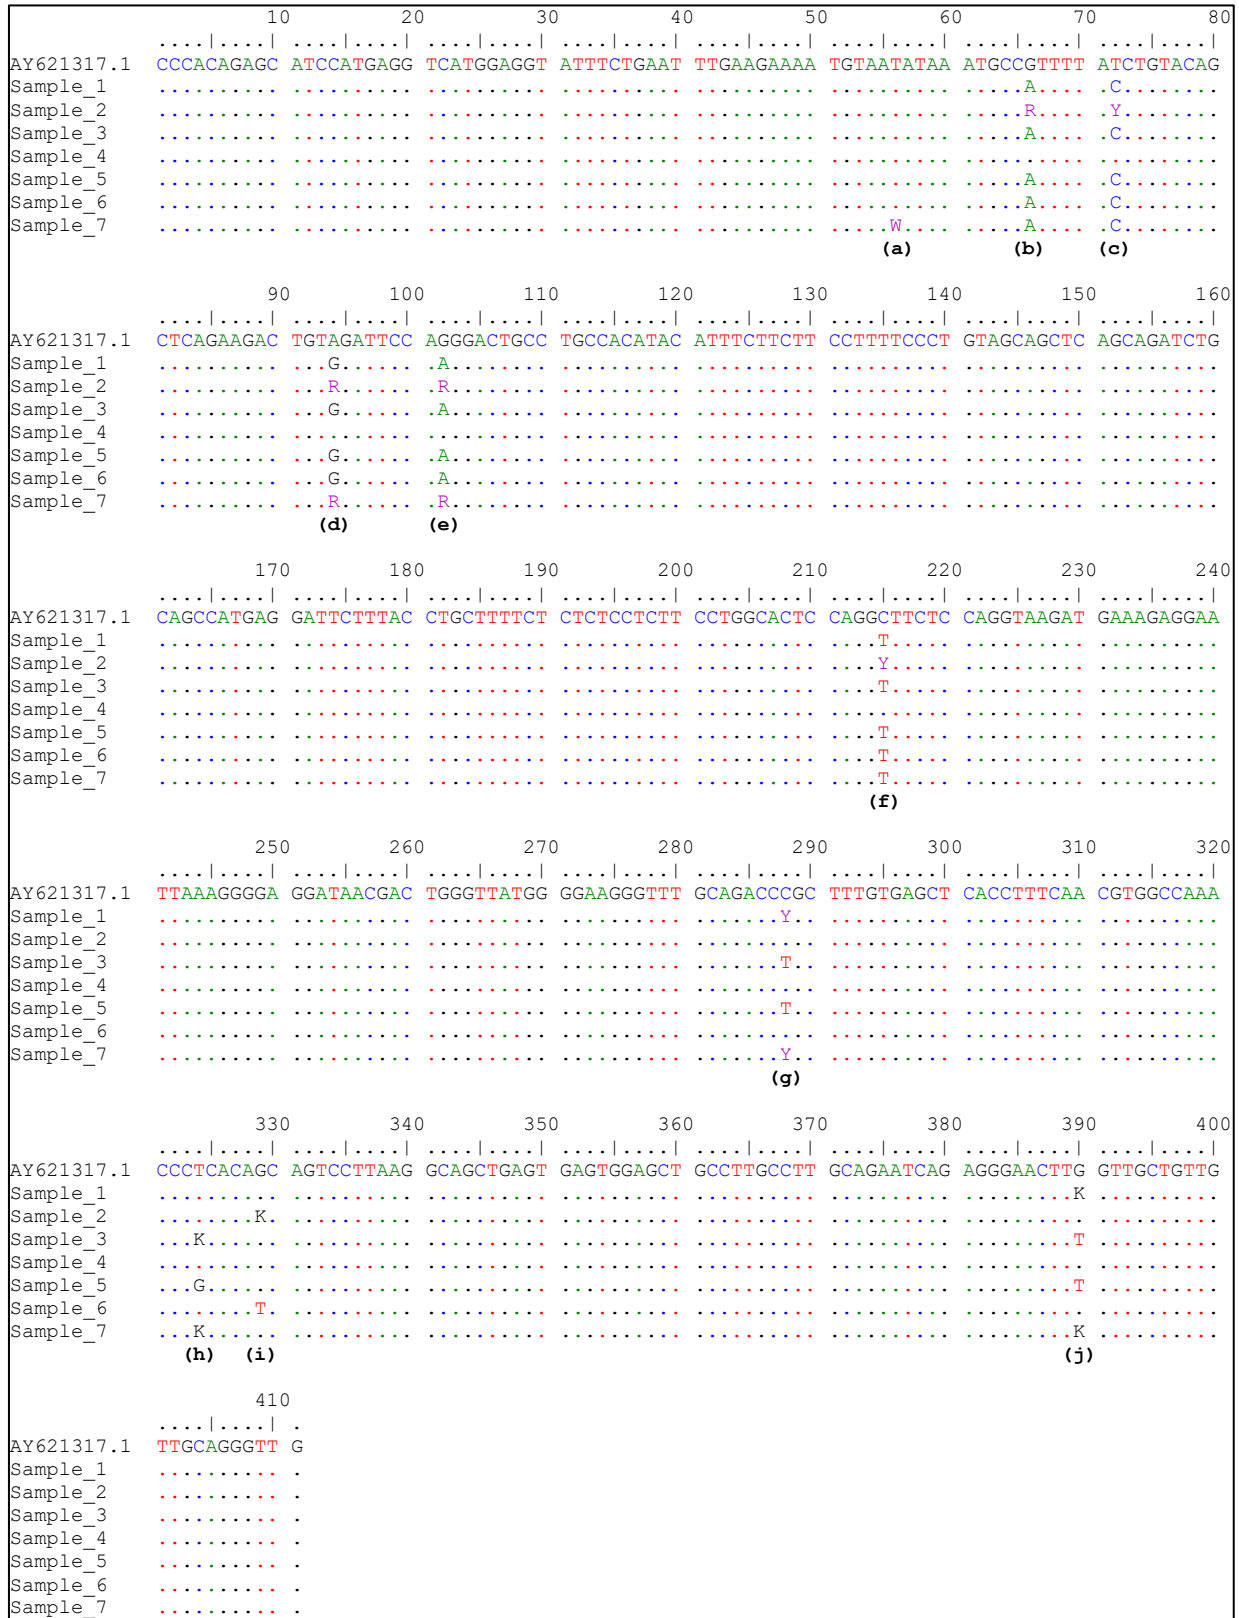 10 20 30 40 50 60 70 80
....|....| ....|....| ....|....| ....|....| ....|....| ....|....| ....|....| ....|....|
AY621317.1 CCCACAGAGC ATCCATGAGG TCATGGAGGT ATTTCTGAAT TTGAAGAAAA TGTAATATAA ATGCCGTTTT ATCTGTACAG
Sample_1 .......... .......... .......... .......... .......... .......... .....A.... .C........
Sample_2 .......... .......... .......... .......... .......... .......... .....R.... .Y........
Sample_3 .......... .......... .......... .......... .......... .......... .....A.... .C........
Sample_4 .......... .......... .......... .......... .......... .......... .......... ..........
Sample_5 .......... .......... .......... .......... .......... .......... .....A.... .C........
Sample_6 .......... .......... .......... .......... .......... .......... .....A.... .C........
Sample_7 .......... .......... .......... .......... .......... .....W.... .....A.... .C........
(a) (b) (c)
90 100 110 120 130 140 150 160
....|....| ....|....| ....|....| ....|....| ....|....| ....|....| ....|....| ....|....|
AY621317.1 CTCAGAAGAC TGTAGATTCC AGGGACTGCC TGCCACATAC ATTTCTTCTT CCTTTTCCCT GTAGCAGCTC AGCAGATCTG
Sample_1 .......... ...G...... .A........ .......... .......... .......... .......... ..........
Sample_2 .......... ...R...... .R........ .......... .......... .......... .......... ..........
Sample_3 .......... ...G...... .A........ .......... .......... .......... .......... ..........
Sample_4 .......... .......... .......... .......... .......... .......... .......... ..........
Sample_5 .......... ...G...... .A........ .......... .......... .......... .......... ..........
Sample_6 .......... ...G...... .A........ .......... .......... .......... .......... ..........
Sample_7 .......... ...R...... .R........ .......... .......... .......... .......... ..........
(d) (e)
170 180 190 200 210 220 230 240
....|....| ....|....| ....|....| ....|....| ....|....| ....|....| ....|....| ....|....|
AY621317.1 CAGCCATGAG GATTCTTTAC CTGCTTTTCT CTCTCCTCTT CCTGGCACTC CAGGCTTCTC CAGGTAAGAT GAAAGAGGAA
Sample_1 .......... .......... .......... .......... .......... ....T..... .......... ..........
Sample_2 .......... .......... .......... .......... .......... ....Y..... .......... ..........
Sample_3 .......... .......... .......... .......... .......... ....T..... .......... ..........
Sample_4 .......... .......... .......... .......... .......... .......... .......... ..........
Sample_5 .......... .......... .......... .......... .......... ....T..... .......... ..........
Sample_6 .......... .......... .......... .......... .......... ....T..... .......... ..........
Sample_7 .......... .......... .......... .......... .......... ....T..... .......... ..........
(f)
250 260 270 280 290 300 310 320
....|....| ....|....| ....|....| ....|....| ....|....| ....|....| ....|....| ....|....|
AY621317.1 TTAAAGGGGA GGATAACGAC TGGGTTATGG GGAAGGGTTT GCAGACCCGC TTTGTGAGCT CACCTTTCAA CGTGGCCAAA
Sample_1 .......... .......... .......... .......... .......Y.. .......... .......... ..........
Sample_2 .......... .......... .......... .......... .......... .......... .......... ..........
Sample_3 .......... .......... .......... .......... .......T.. .......... .......... ..........
Sample_4 .......... .......... .......... .......... .......... .......... .......... ..........
Sample_5 .......... .......... .......... .......... .......T.. .......... .......... ..........
Sample_6 .......... .......... .......... .......... .......... .......... .......... ..........
Sample_7 .......... .......... .......... .......... .......Y.. .......... .......... ..........
(g)
330 340 350 360 370 380 390 400
....|....| ....|....| ....|....| ....|....| ....|....| ....|....| ....|....| ....|....|
AY621317.1 CCCTCACAGC AGTCCTTAAG GCAGCTGAGT GAGTGGAGCT GCCTTGCCTT GCAGAATCAG AGGGAACTTG GTTGCTGTTG
Sample_1 .......... .......... .......... .......... .......... .......... .........K ..........
Sample_2 ........K. .......... .......... .......... .......... .......... .......... ..........
Sample_3 ...K...... .......... .......... .......... .......... .......... .........T ..........
Sample_4 .......... .......... .......... .......... .......... .......... .......... ..........
Sample_5 ...G...... .......... .......... .......... .......... .......... .........T ..........
Sample_6 ........T. .......... .......... .......... .......... .......... .......... ..........
Sample_7 ...K...... .......... .......... .......... .......... .......... .........K ..........
(h) (i) (j)
410
....|....| .
AY621317.1 TTGCAGGGTT G
Sample_1 .......... .
Sample_2 .......... .
Sample_3 .......... .
Sample_4 .......... .
Sample_5 .......... .
Sample_6 .......... .
Sample_7 .......... .